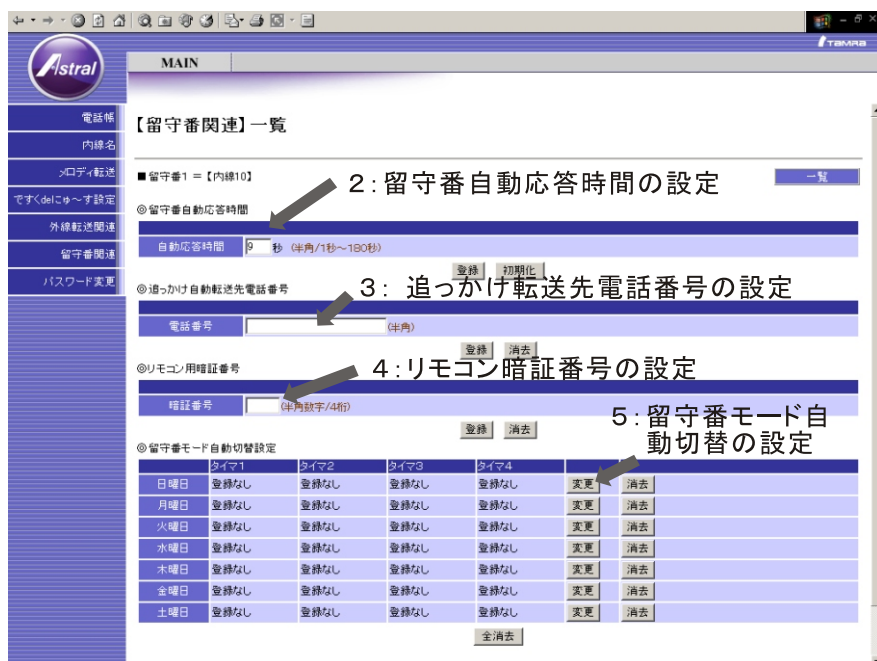 TAMRA
Astral
MAIN
電話帳
内線名
メロディ転送
ですくdelにゅ~す設定
外線転送関連
留守番関連
パスワード変更
【留守番関連】一覧
■留守番1 = 【内線10】
一覧
2:留守番自動応答時間の設定
◎留守番自動応答時間
自動応答時間 9 秒 (半角/1秒~180秒)
登録 初期化
3: 追っかけ転送先電話番号の設定
◎追っかけ自動転送先電話番号
電話番号 (半角)
登録 消去
4:リモコン暗証番号の設定
◎リモコン用暗証番号
暗証番号 (半角数字/4桁)
登録 消去
5:留守番モード自
動切替の設定
◎留守番モード自動切替設定
タイマ1 タイマ2 タイマ3 タイマ4
日曜日 登録なし 登録なし 登録なし 登録なし 変更 消去
月曜日 登録なし 登録なし 登録なし 登録なし 変更 消去
火曜日 登録なし 登録なし 登録なし 登録なし 変更 消去
水曜日 登録なし 登録なし 登録なし 登録なし 変更 消去
木曜日 登録なし 登録なし 登録なし 登録なし 変更 消去
金曜日 登録なし 登録なし 登録なし 登録なし 変更 消去
土曜日 登録なし 登録なし 登録なし 登録なし 変更 消去
全消去